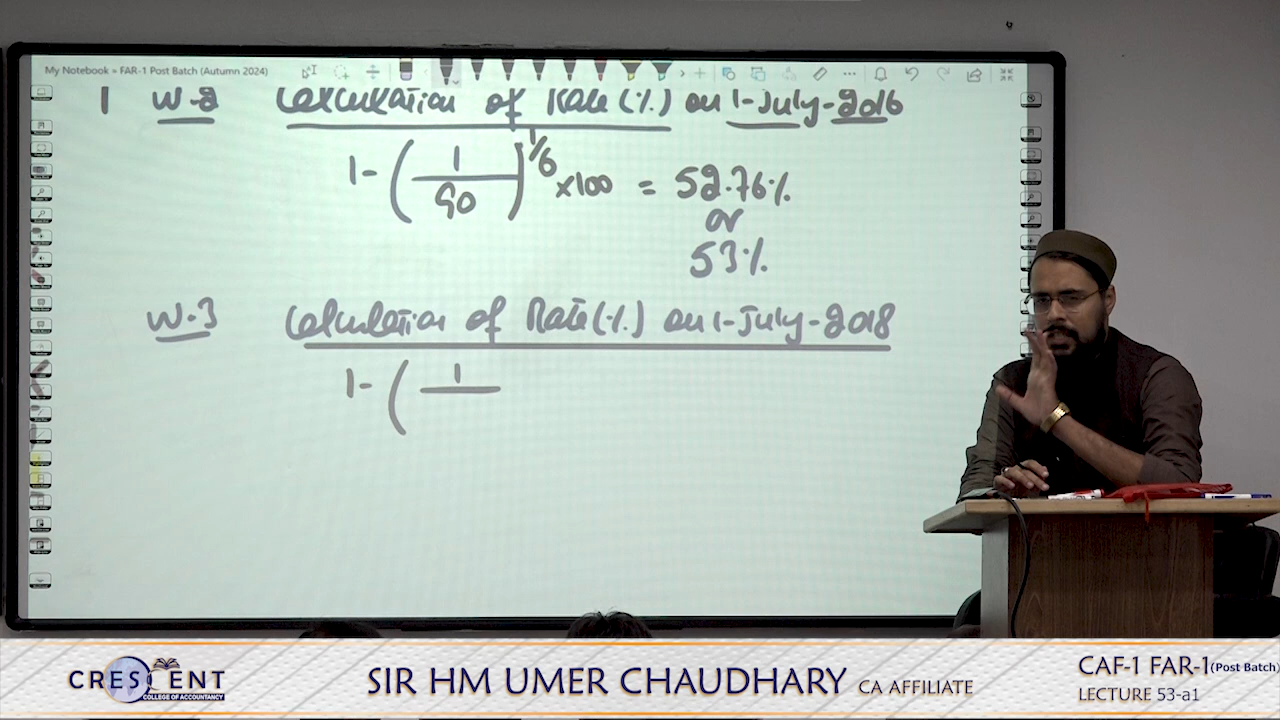 My Notebook » FAR-1 Post Batch (Autumn 2024)
1 W-2 Calculation of Rate (%) on 1-July-2016
1- ( 1 / 90 ) 1/6 ×100 = 52.76%
or
53%
W-3 Calculation of Rate (%) on 1-July-2018
1- ( 1
CRESCENT
COLLEGE OF ACCOUNTANCY
SIR HM UMER CHAUDHARY CA AFFILIATE
CAF-1 FAR-1(Post Batch)
LECTURE 53-a1